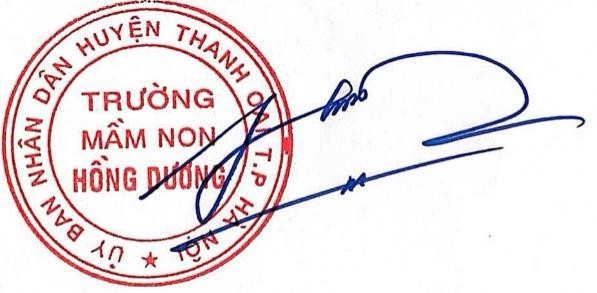 ỦY BAN NHÂN DÂN HUYỆN THANH OAI T.P HÀ NỘI
TRƯỜNG
MẦM NON
HỒNG DƯƠNG